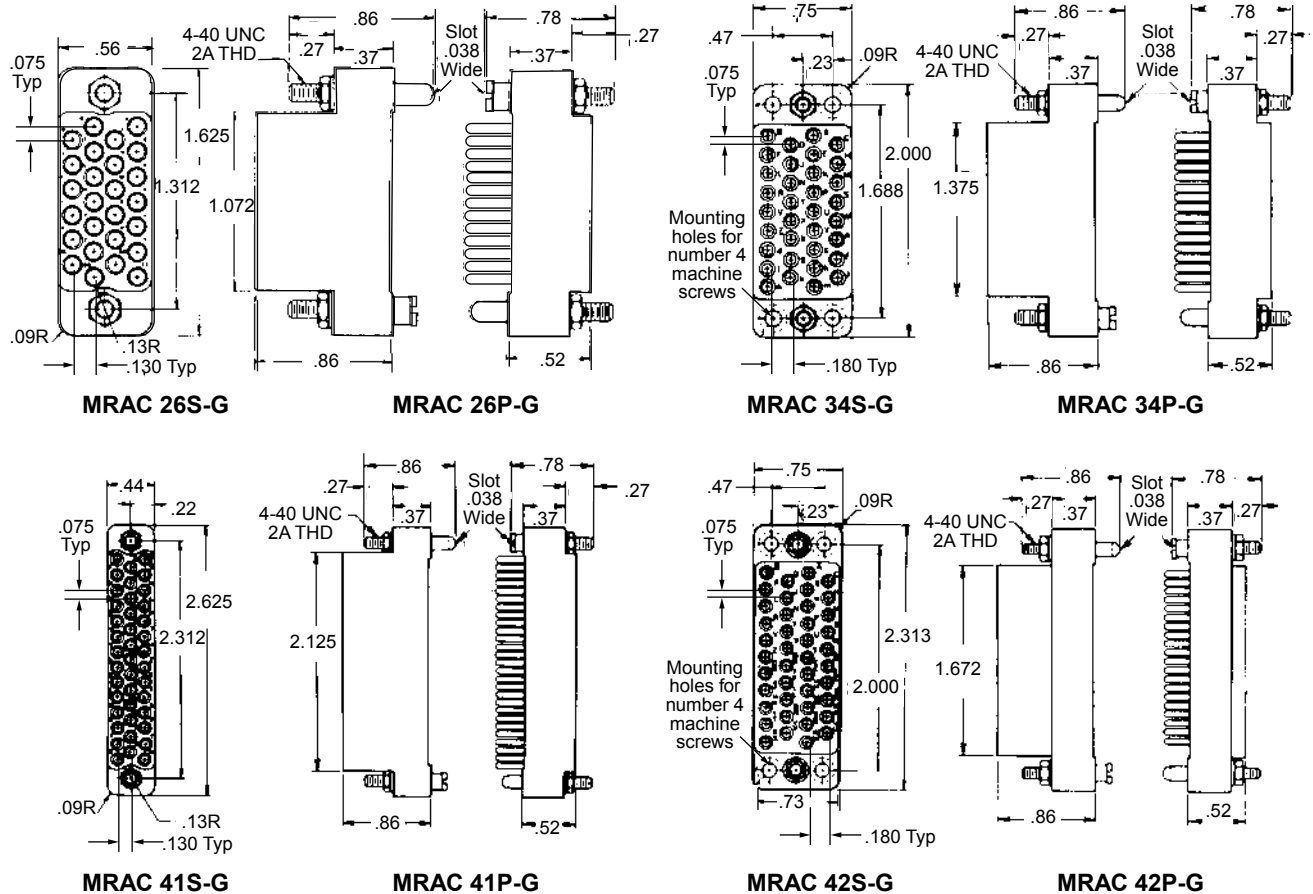 .56
.075
Typ
1.625
1.312
.09R
.13R
.130 Typ
MRAC 26S-G
4-40 UNC
2A THD
.86
.27
.37
Slot
.038
Wide
.78
.37
.27
1.072
.86
.52
MRAC 26P-G
.75
.47
.23
.09R
.075
Typ
2.000
1.688
Mounting
holes for
number 4
machine
screws
.180 Typ
MRAC 34S-G
4-40 UNC
2A THD
.86
.27
.37
Slot
.038
Wide
.78
.37
.27
1.375
.86
.52
MRAC 34P-G
.44
.22
.075
Typ
2.625
2.312
.09R
.13R
.130 Typ
MRAC 41S-G
4-40 UNC
2A THD
.86
.27
.37
Slot
.038
Wide
.78
.37
.27
2.125
.86
.52
MRAC 41P-G
.75
.47
.23
.09R
.075
Typ
2.313
2.000
Mounting
holes for
number 4
machine
screws
.73
.180 Typ
MRAC 42S-G
4-40 UNC
2A THD
.86
.27
.37
Slot
.038
Wide
.78
.37
.27
1.672
.86
.52
MRAC 42P-G